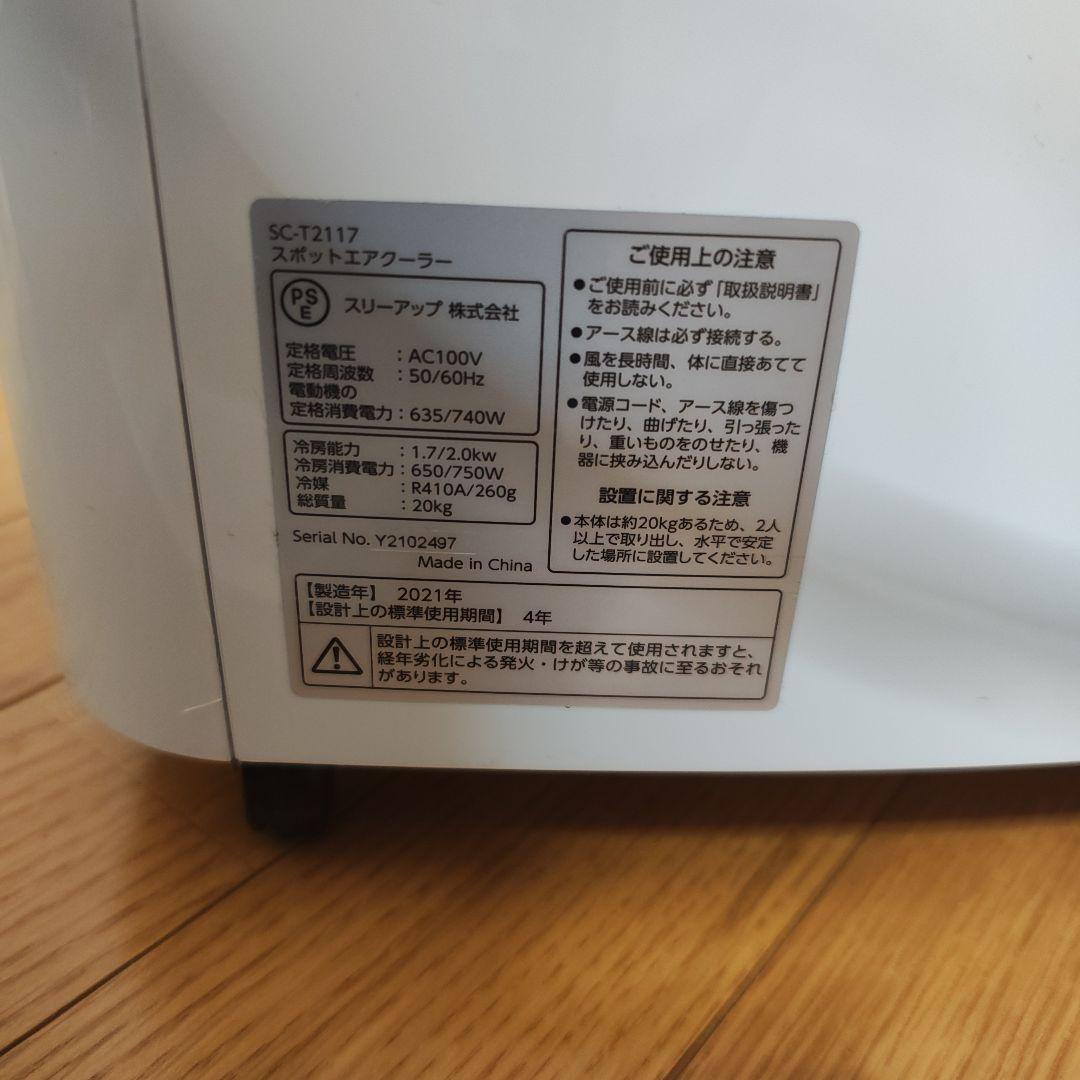 SC-T2117
スポットエアクーラー
PSE
スリーアップ 株式会社
定格電圧 : AC100V
定格周波数 : 50/60Hz
電動機の
定格消費電力 : 635/740W
冷房能力 : 1.7/2.0kw
冷房消費電力 : 650/750W
冷媒 : R410A/260g
総質量 : 20kg
Serial No. Y2102497
Made in China
ご使用上の注意
●ご使用前に必ず「取扱説明書」
をお読みください。
●アース線は必ず接続する。
●風を長時間、体に直接あてて
使用しない。
●電源コード、アース線を傷つ
けたり、曲げたり、引っ張った
り、重いものをのせたり、機
器に挟み込んだりしない。
設置に関する注意
●本体は約20kgあるため、2人
以上で取り出し、水平で安定
した場所に設置してください。
【製造年】 2021年
【設計上の標準使用期間】 4年
設計上の標準使用期間を超えて使用されますと、
経年劣化による発火・けが等の事故に至るおそれ
があります。